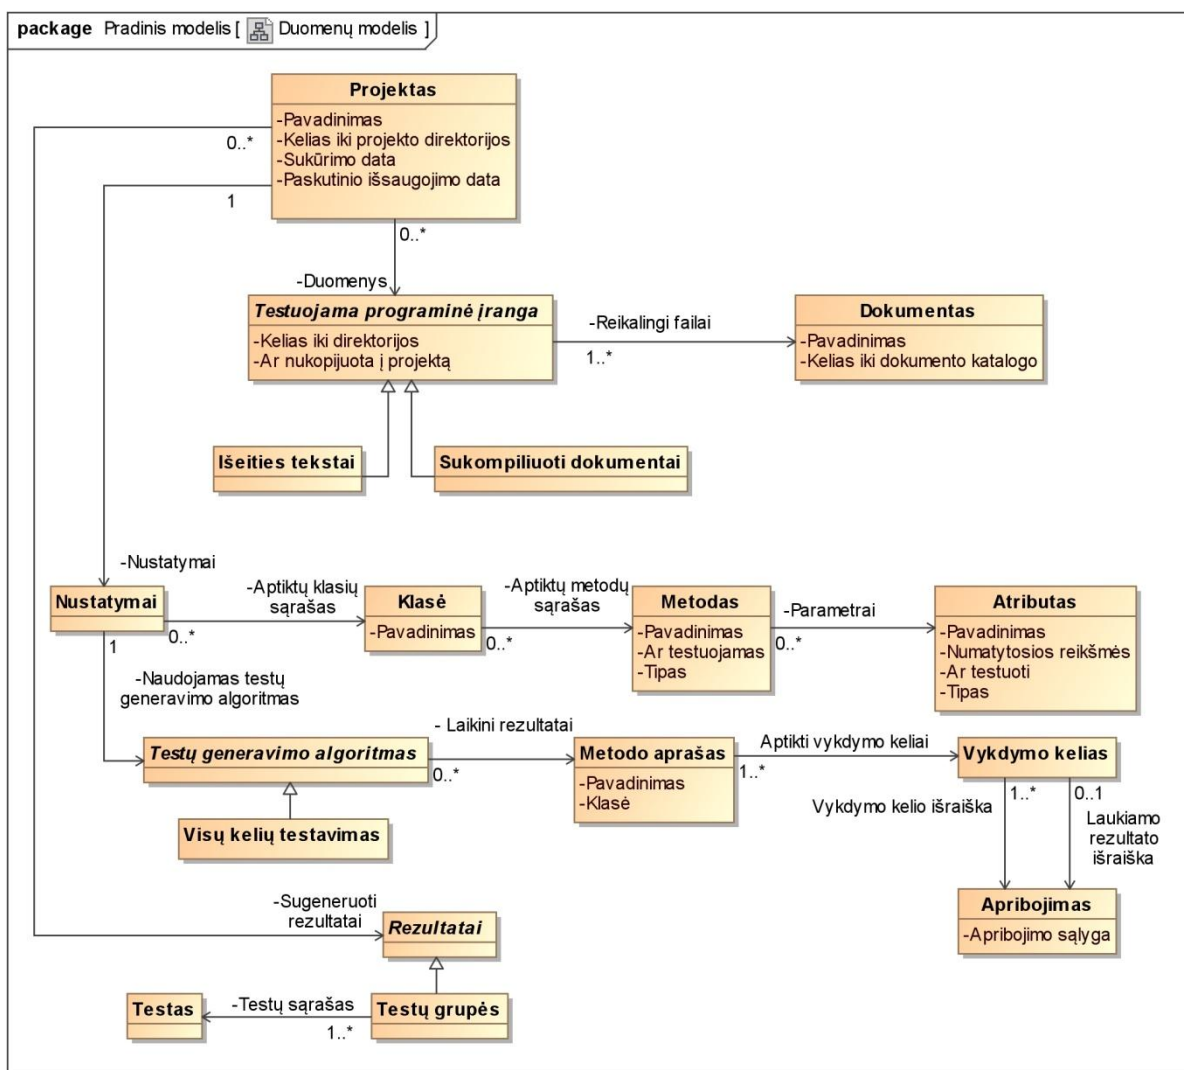 package Pradinis modelis [ Duomenų modelis ]
Projektas
-Pavadinimas
-Kelias iki projekto direktorijos
-Sukūrimo data
-Paskutinio išsaugojimo data
0..*
1
0..*
-Duomenys
Testuojama programinė įranga
-Kelias iki direktorijos
-Ar nukopijuota į projektą
-Reikalingi failai
1..*
Dokumentas
-Pavadinimas
-Kelias iki dokumento katalogo
Išeities tekstai
Sukompiliuoti dokumentai
-Nustatymai
Nustatymai
0..*
1
-Aptiktų klasių
sąrašas
Klasė
-Pavadinimas
0..*
-Aptiktų metodų
sąrašas
Metodas
-Pavadinimas
-Ar testuojamas
-Tipas
-Parametrai
0..*
Atributas
-Pavadinimas
-Numatytosios reikšmės
-Ar testuoti
-Tipas
-Naudojamas testų
generavimo algoritmas
Testų generavimo algoritmas
- Laikini rezultatai
0..*
Metodo aprašas
-Pavadinimas
-Klasė
Aptikti vykdymo keliai
1..*
Vykdymo kelias
1..*
0..1
Vykdymo kelio išraiška
Laukiamo
rezultato
išraiška
Visų kelių testavimas
Apribojimas
-Apribojimo sąlyga
-Sugeneruoti
rezultatai
Rezultatai
Testas
-Testų sąrašas
1..*
Testų grupės